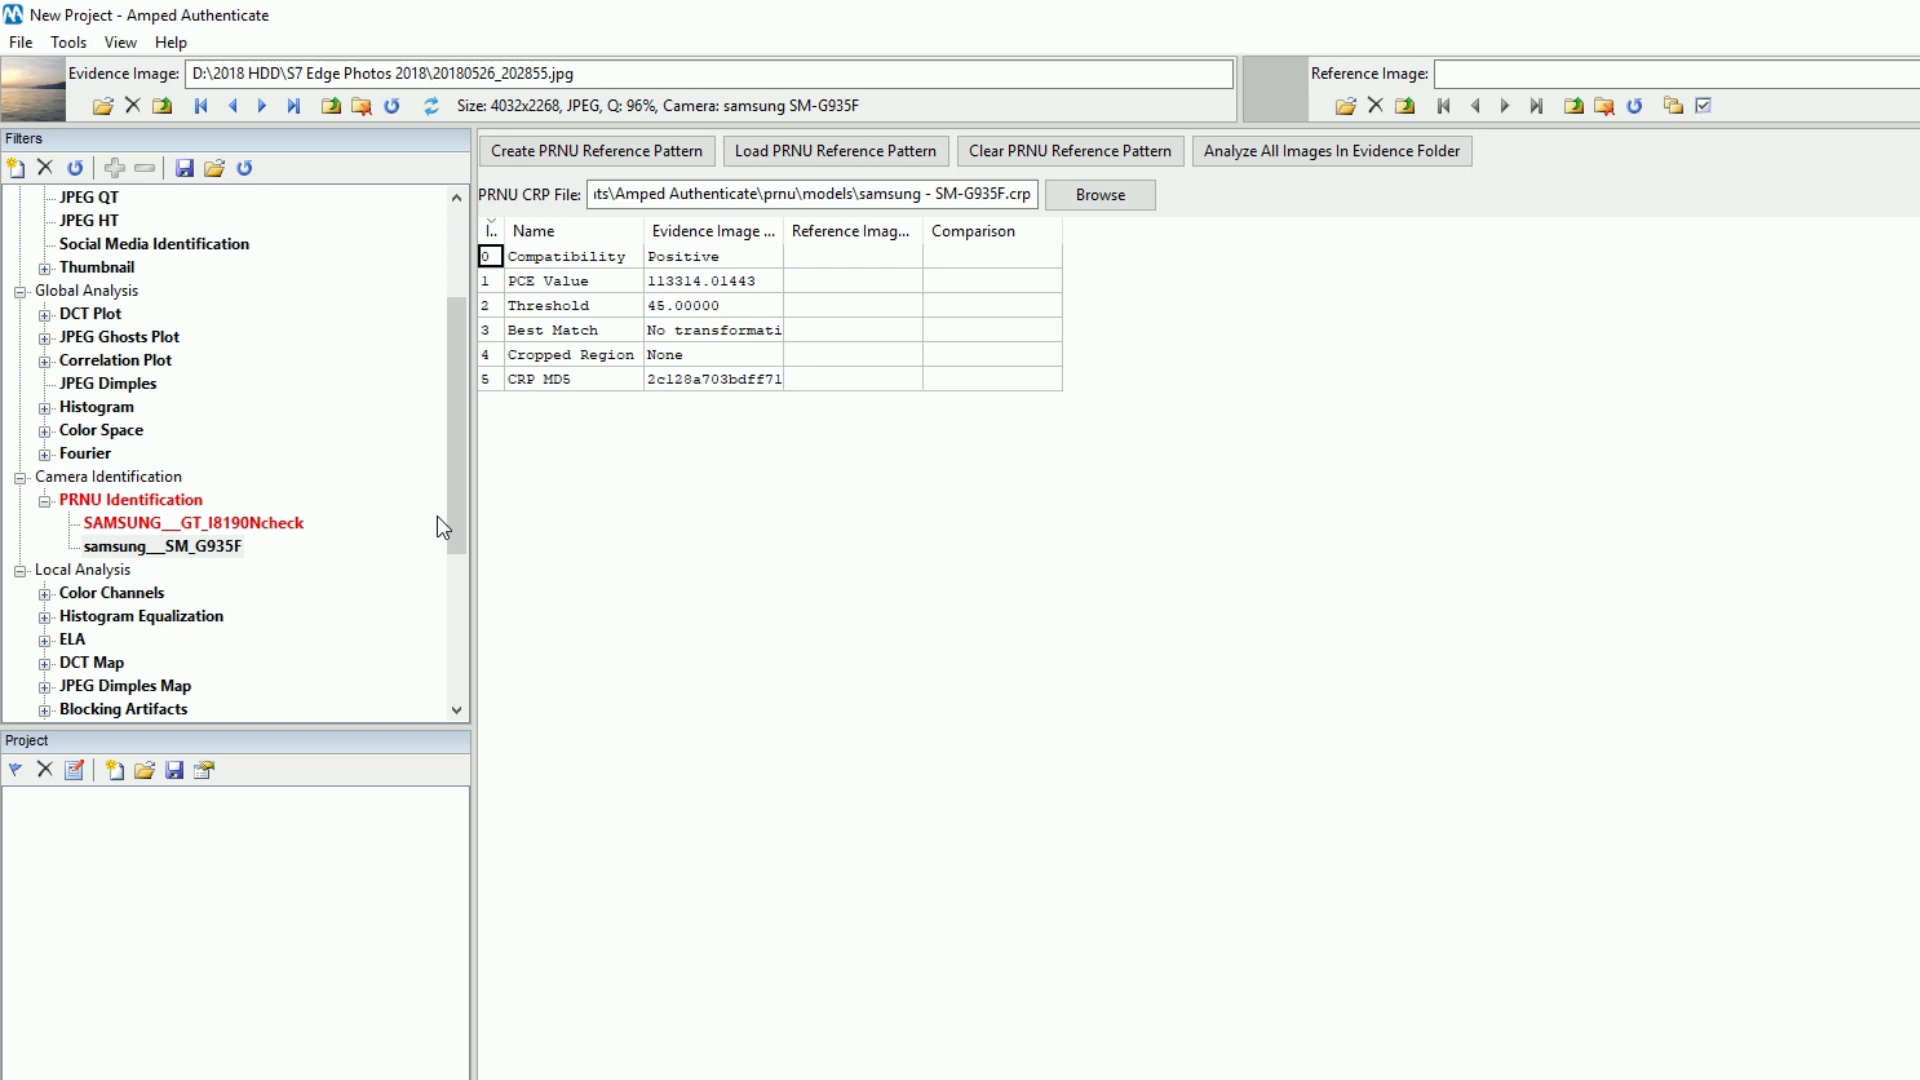 New Project - Amped Authenticate
File Tools View Help
Evidence Image: D:\2018 HDD\S7 Edge Photos 2018\20180526_202855.jpg
Reference Image:
Size: 4032x2268, JPEG, Q: 96%, Camera: samsung SM-G935F
Filters
JPEG QT
JPEG HT
Social Media Identification
Thumbnail
Global Analysis
DCT Plot
JPEG Ghosts Plot
Correlation Plot
JPEG Dimples
Histogram
Color Space
Fourier
Camera Identification
PRNU Identification
SAMSUNG__GT_I8190Ncheck
samsung__SM_G935F
Local Analysis
Color Channels
Histogram Equalization
ELA
DCT Map
JPEG Dimples Map
Blocking Artifacts
Project
Create PRNU Reference Pattern Load PRNU Reference Pattern Clear PRNU Reference Pattern Analyze All Images In Evidence Folder
PRNU CRP File: its\Amped Authenticate\prnu\models\samsung - SM-G935F.crp Browse
I.. Name Evidence Image ... Reference Imag... Comparison
0 Compatibility Positive
1 PCE Value 113314.01443
2 Threshold 45.00000
3 Best Match No transformati
4 Cropped Region None
5 CRP MD5 2c128a703bdff71